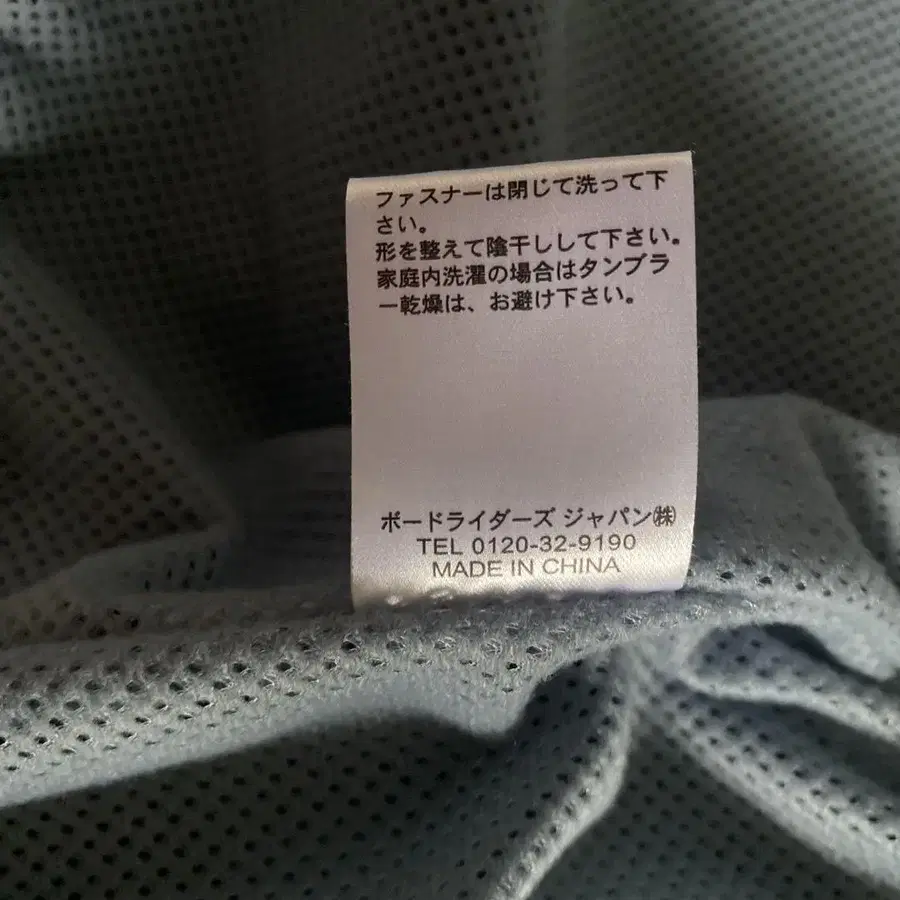 ファスナーは閉じて洗って下
さい。
形を整えて陰干しして下さい。
家庭内洗濯の場合はタンブラ
ー乾燥は、お避け下さい。
ボードライダーズ ジャパン㈱
TEL 0120-32-9190
MADE IN CHINA